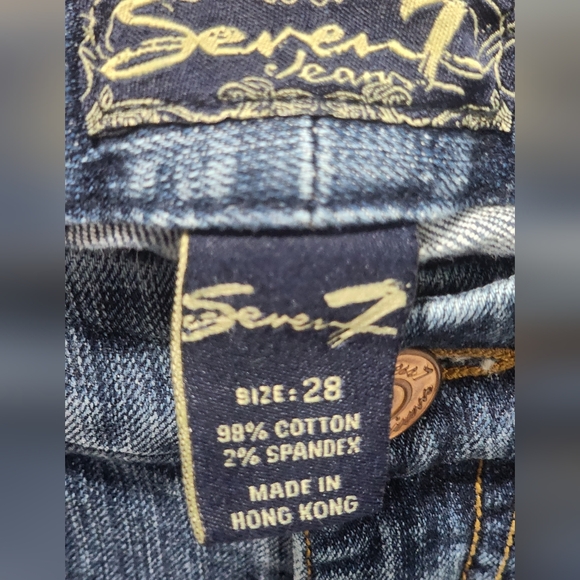 Seven7
Jeans
Seven7
SIZE: 28
98% COTTON
2% SPANDEX
MADE IN
HONG KONG